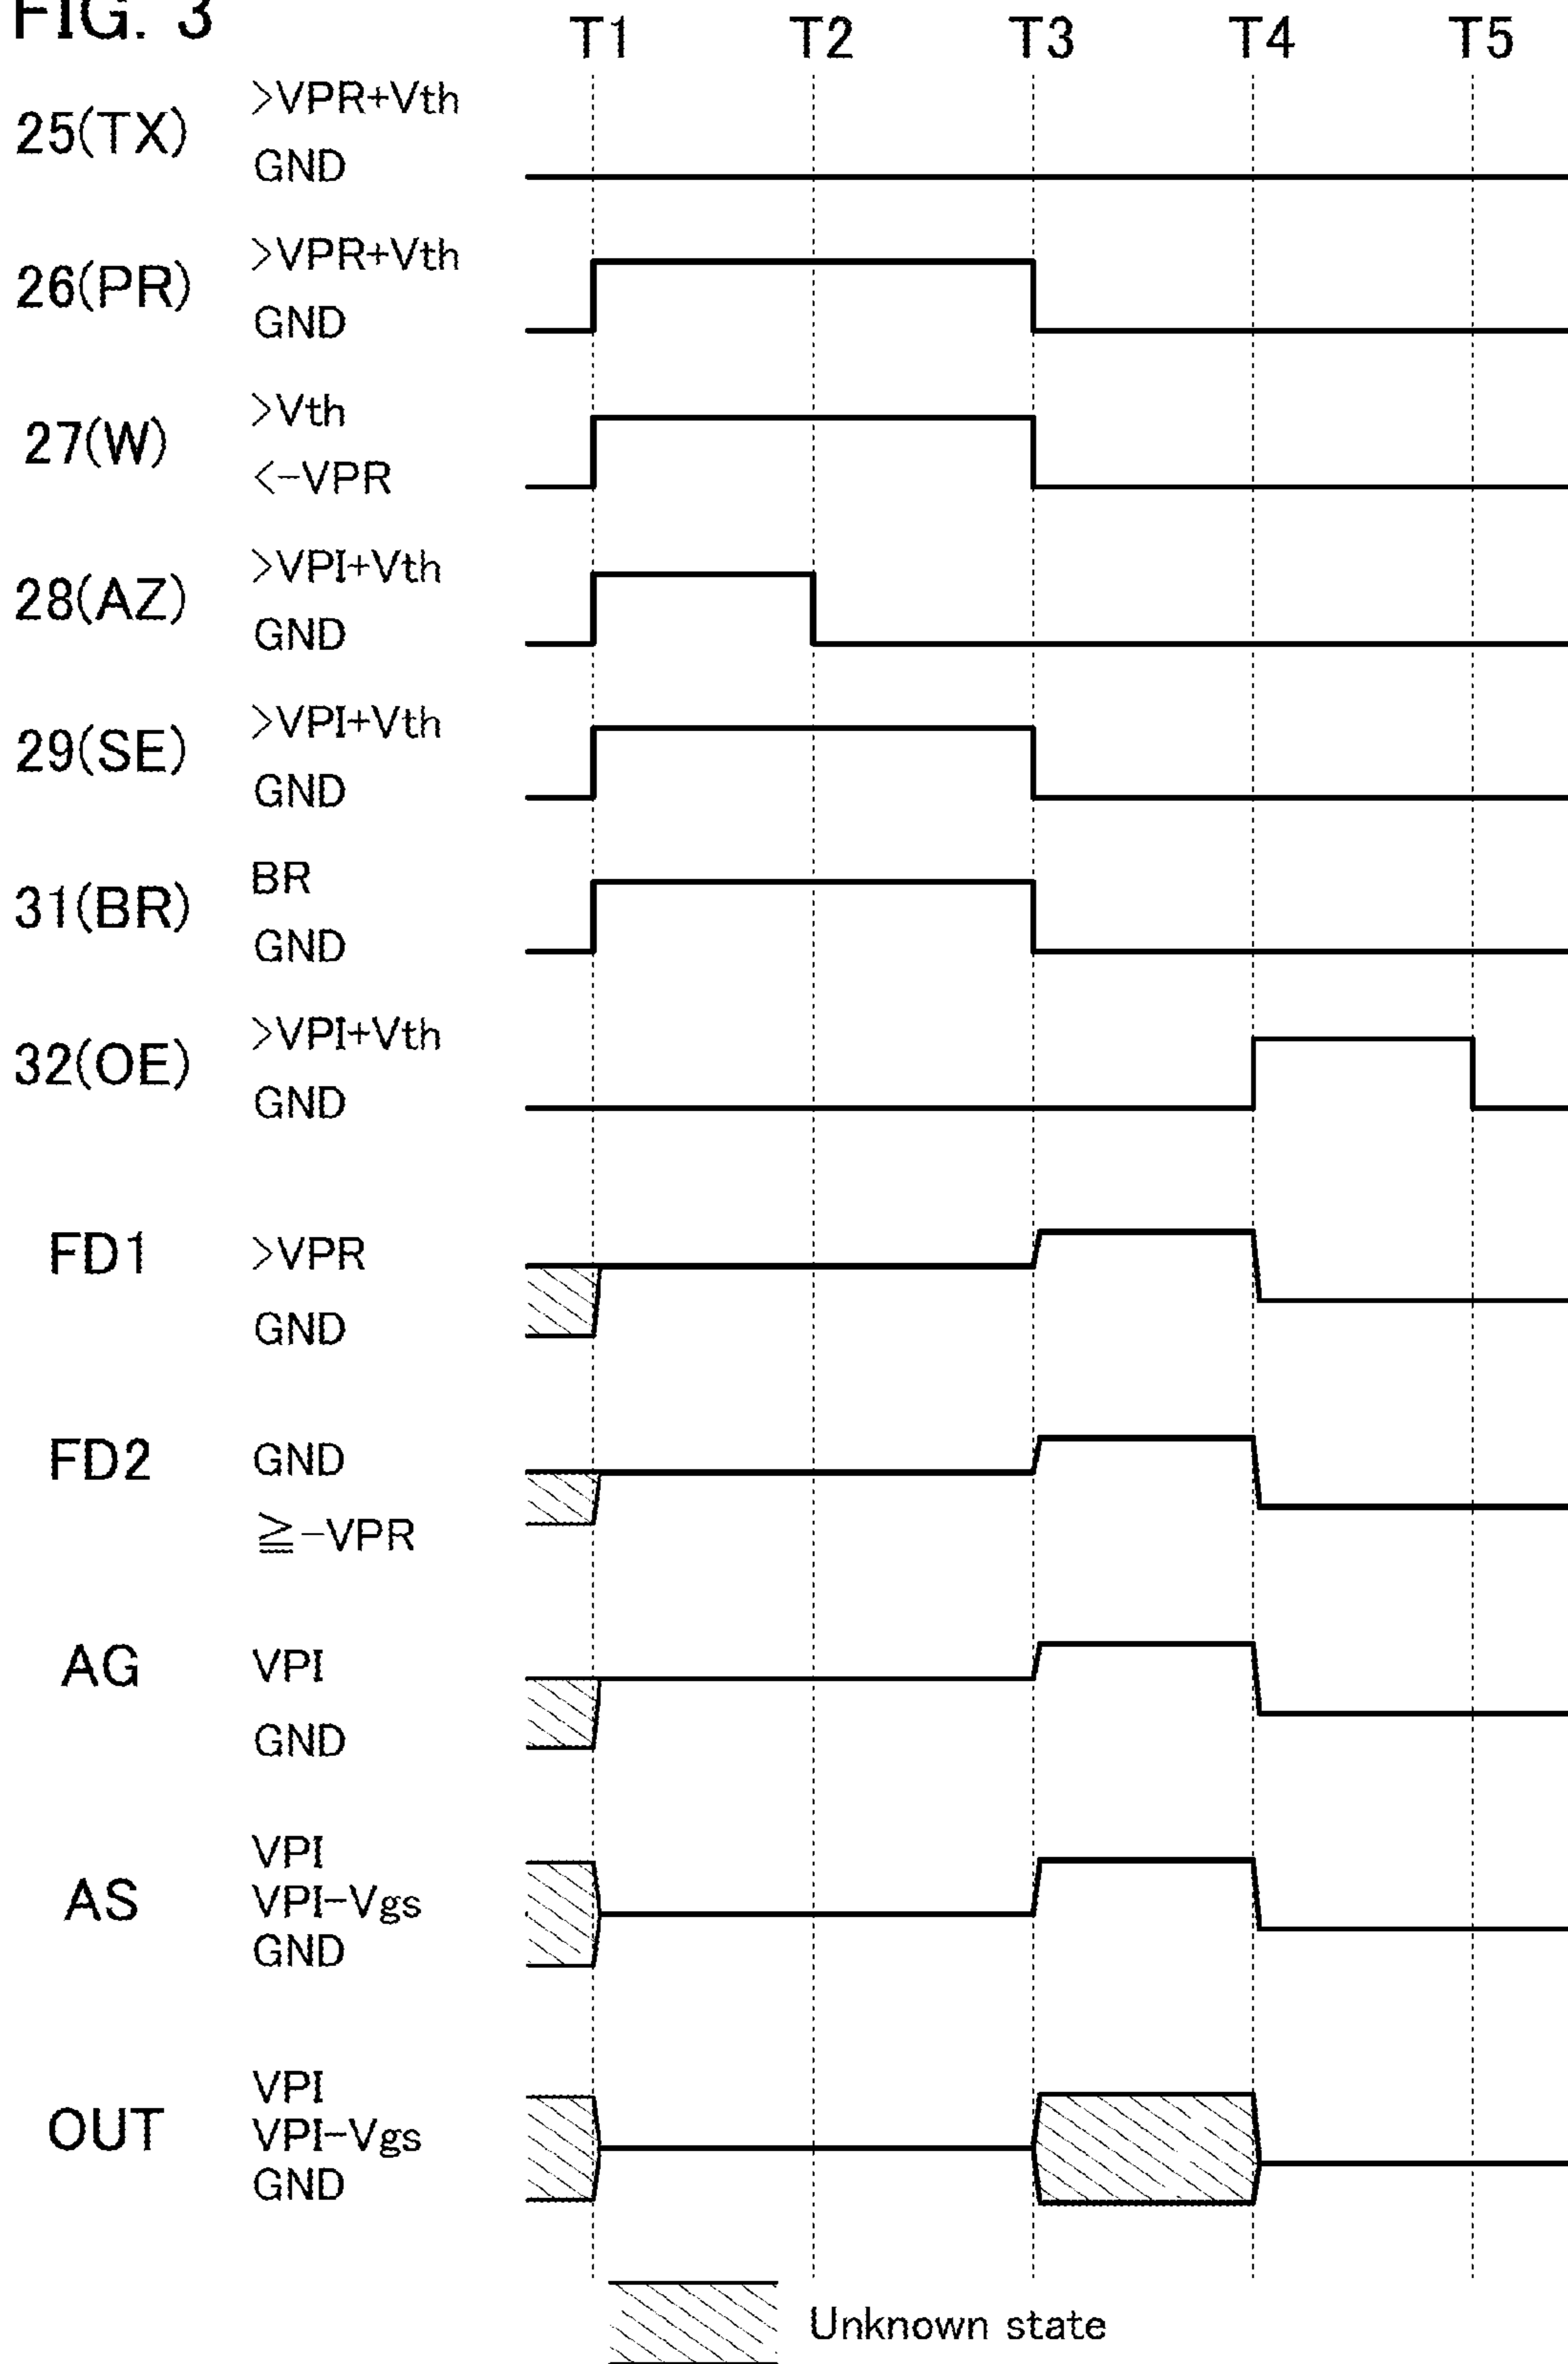 FIG. 3
T1 T2 T3 T4 T5
25(TX)
>VPR+Vth
GND
26(PR)
>VPR+Vth
GND
27(W)
>Vth
<-VPR
28(AZ)
>VPI+Vth
GND
29(SE)
>VPI+Vth
GND
31(BR)
BR
GND
32(OE)
>VPI+Vth
GND
FD1
>VPR
GND
FD2
GND
≧-VPR
AG
VPI
GND
AS
VPI
VPI-Vgs
GND
OUT
VPI
VPI-Vgs
GND
Unknown state